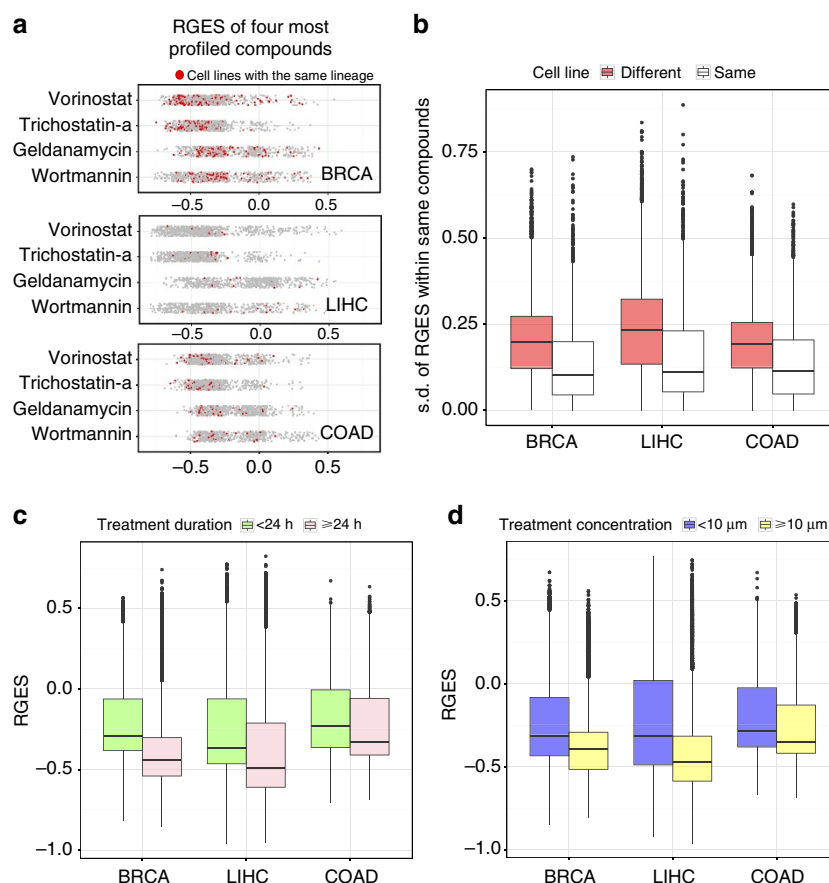 a
RGES of four most
profiled compounds
Cell lines with the same lineage
Vorinostat
Trichostatin-a
Geldanamycin
Wortmannin
BRCA
−0.5 0.0 0.5
Vorinostat
Trichostatin-a
Geldanamycin
Wortmannin
LIHC
−0.5 0.0 0.5
Vorinostat
Trichostatin-a
Geldanamycin
Wortmannin
COAD
−0.5 0.0 0.5
b
Cell line Different Same
s.d. of RGES within same compounds
0.75
0.50
0.25
0.00
BRCA LIHC COAD
c
Treatment duration <24 h ≥24 h
RGES
0.5
0.0
−0.5
−1.0
BRCA LIHC COAD
d
Treatment concentration <10 μm ≥10 μm
RGES
0.5
0.0
−0.5
−1.0
BRCA LIHC COAD